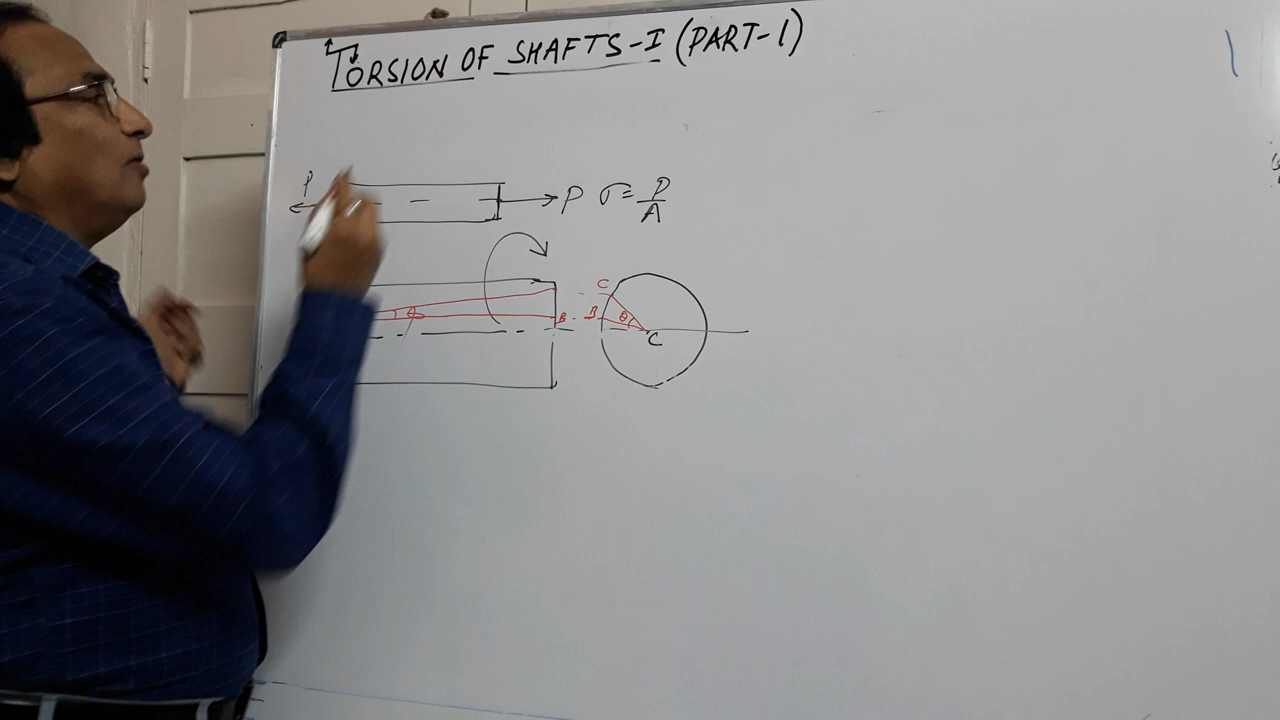 TORSION OF SHAFTS-I (PART-1)
P P σ = P/A
C
B B θ
C